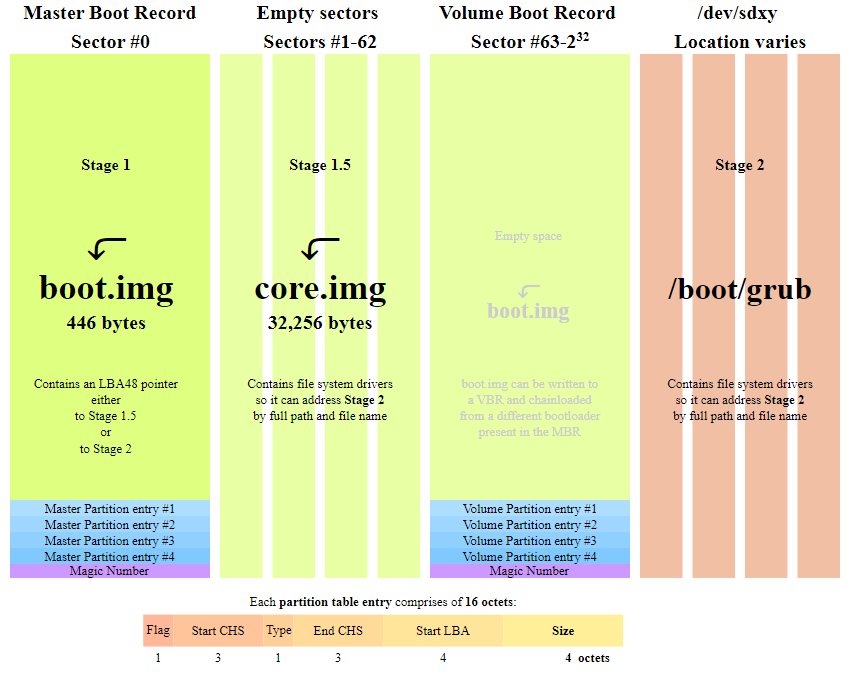 Master Boot Record
Sector #0
Stage 1
boot.img
446 bytes
Contains an LBA48 pointer
either
to Stage 1.5
or
to Stage 2
Master Partition entry #1
Master Partition entry #2
Master Partition entry #3
Master Partition entry #4
Magic Number
Empty sectors
Sectors #1-62
Stage 1.5
core.img
32,256 bytes
Contains file system drivers
so it can address Stage 2
by full path and file name
Volume Boot Record
Sector #63-2³²
Empty space
boot.img
boot.img can be written to
a VBR and chainloaded
from a different bootloader
present in the MBR
Volume Partition entry #1
Volume Partition entry #2
Volume Partition entry #3
Volume Partition entry #4
Magic Number
/dev/sdxy
Location varies
Stage 2
/boot/grub
Contains file system drivers
so it can address Stage 2
by full path and file name
Each partition table entry comprises of 16 octets:
Flag Start CHS Type End CHS Start LBA Size
1 3 1 3 4 4 octets